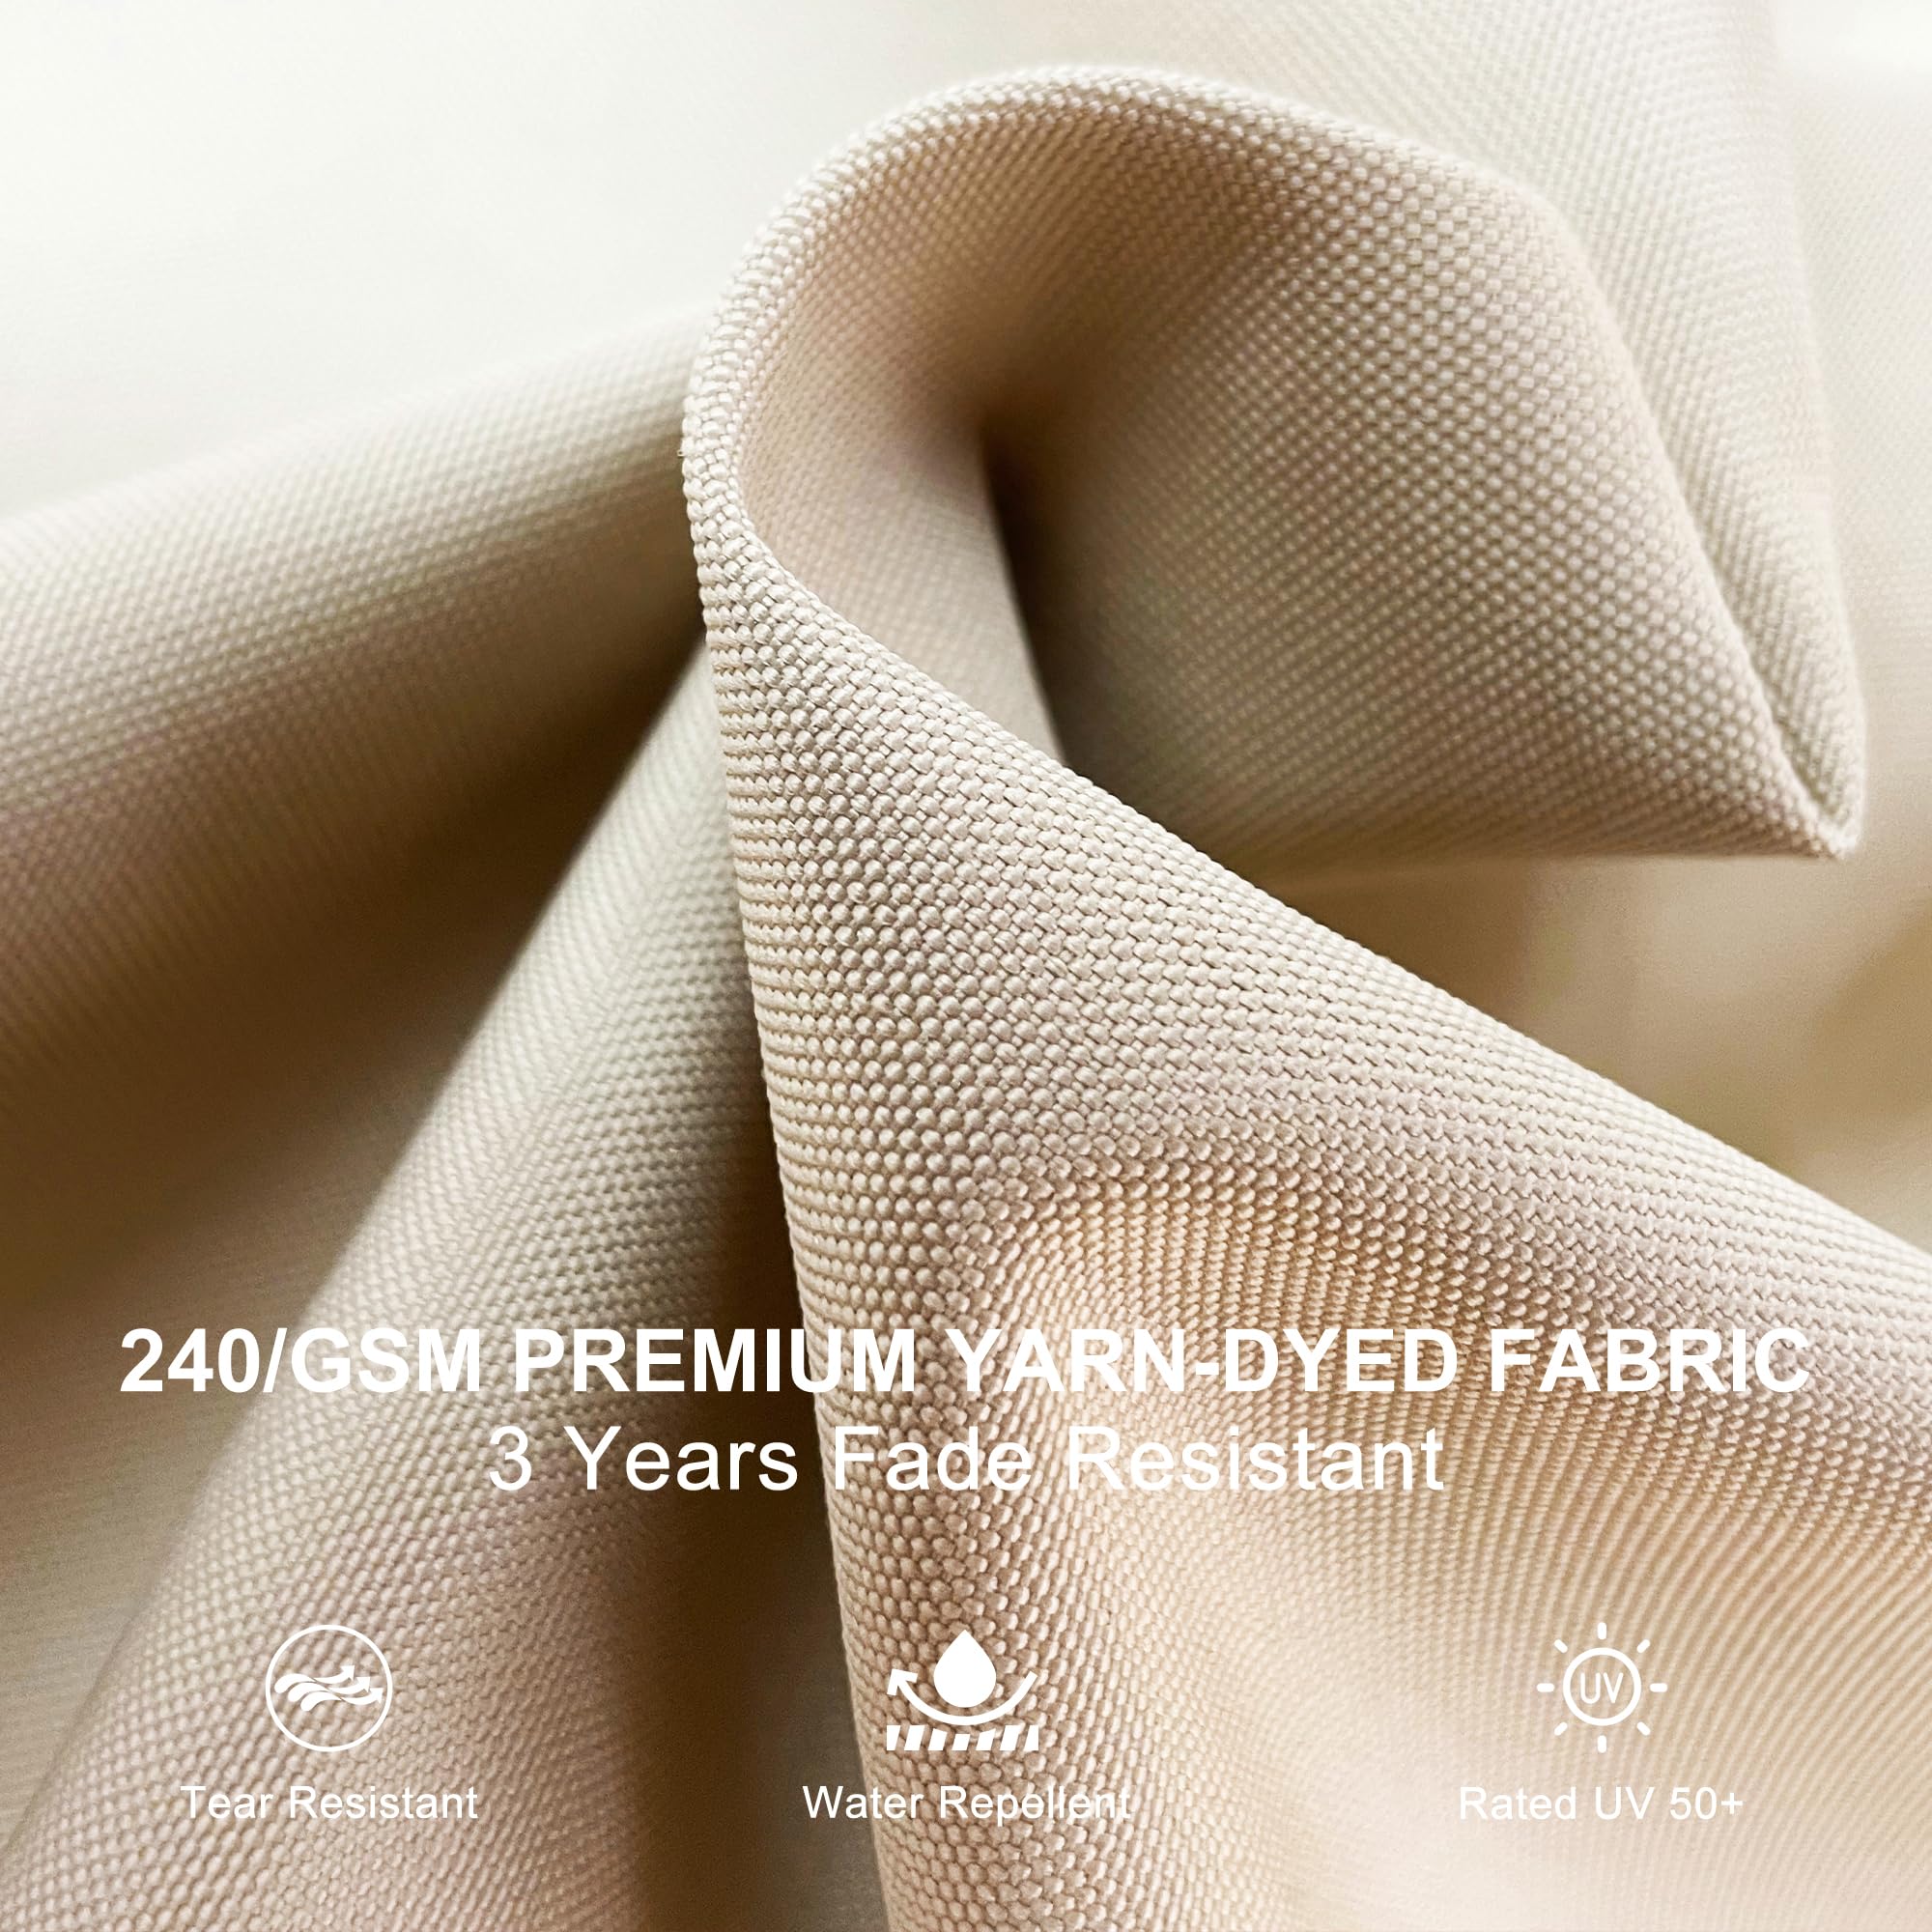 240/GSM PREMIUM YARN-DYED FABRIC
3 Years Fade Resistant
UV
Tear Resistant
Water Repellent
Rated UV 50+